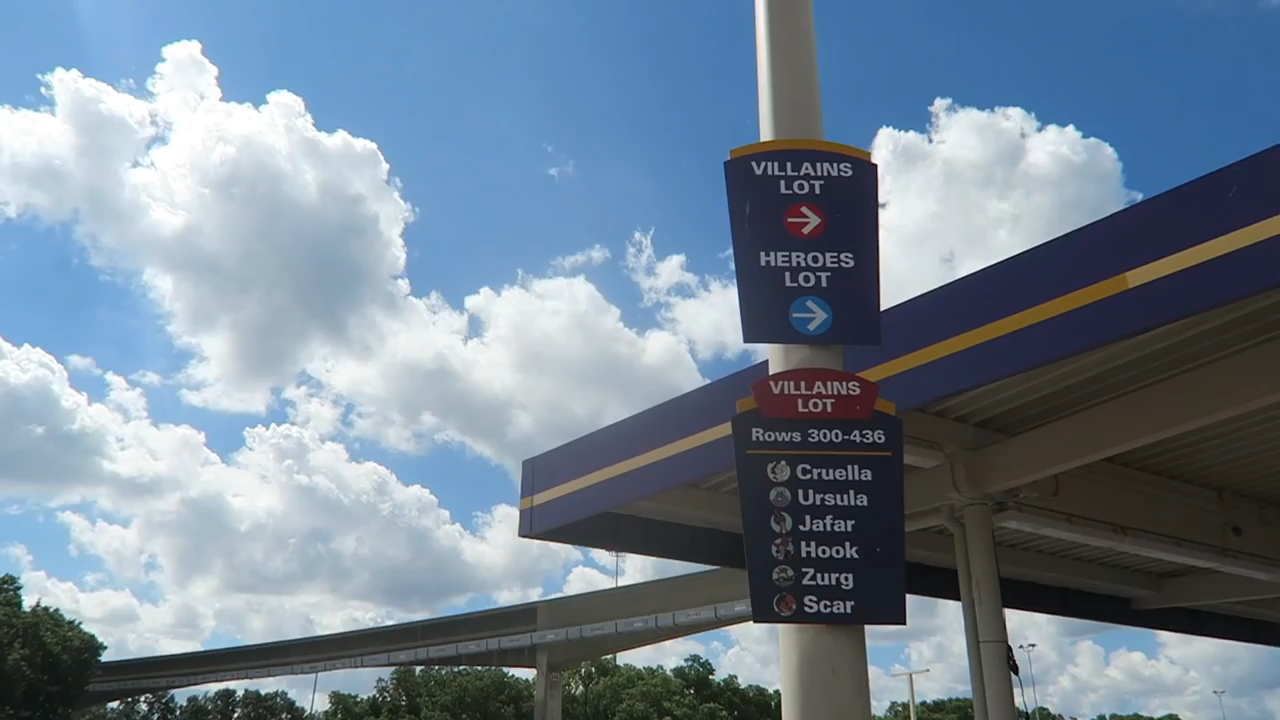 VILLAINS
LOT
HEROES
LOT
VILLAINS
LOT
Rows 300-436
Cruella
Ursula
Jafar
Hook
Zurg
Scar